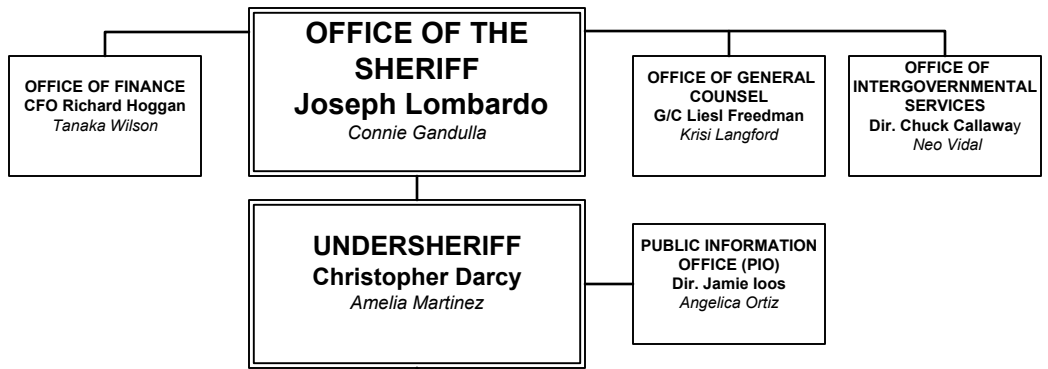 OFFICE OF FINANCE
CFO Richard Hoggan
Tanaka Wilson
OFFICE OF THE
SHERIFF
Joseph Lombardo
Connie Gandulla
OFFICE OF GENERAL
COUNSEL
G/C Liesl Freedman
Krisi Langford
OFFICE OF
INTERGOVERNMENTAL
SERVICES
Dir. Chuck Callaway
Neo Vidal
UNDERSHERIFF
Christopher Darcy
Amelia Martinez
PUBLIC INFORMATION
OFFICE (PIO)
Dir. Jamie Ioos
Angelica Ortiz